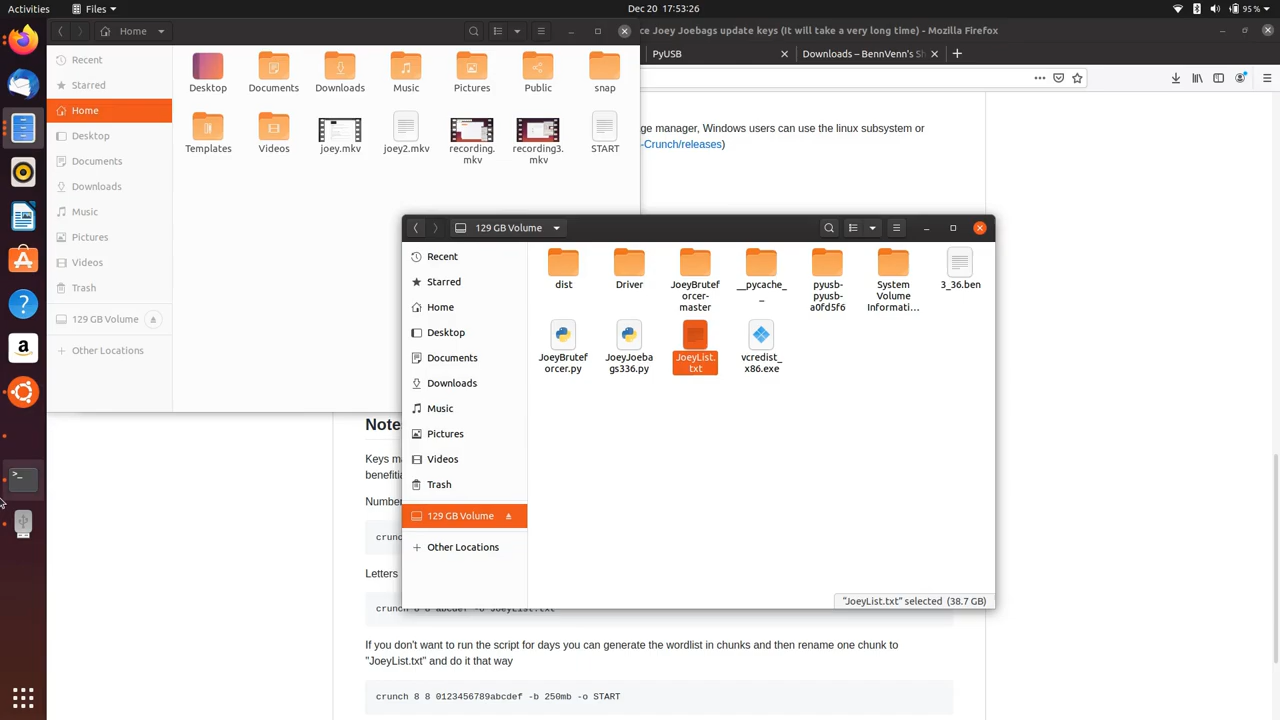 Activities
Files
Dec 20 17:53:26
95 %
Home
ce Joey Joebags update keys (It will take a very long time) - Mozilla Firefox
PyUSB
Downloads – BennVenn's Sh
Recent
Starred
Home
Desktop
Documents
Downloads
Music
Pictures
Videos
Trash
129 GB Volume
Other Locations
Desktop
Documents
Downloads
Music
Pictures
Public
snap
Templates
Videos
joey.mkv
joey2.mkv
recording.
mkv
recording3.
mkv
START
ge manager, Windows users can use the linux subsystem or
-Crunch/releases)
129 GB Volume
Recent
Starred
Home
Desktop
Documents
Downloads
Music
Pictures
Videos
Trash
129 GB Volume
Other Locations
dist
Driver
JoeyBrutef
orcer-
master
__pycache_
_
pyusb-
pyusb-
a0fd5f6
System
Volume
Informati…
3_36.ben
JoeyBrutef
orcer.py
JoeyJoeba
gs336.py
JoeyList.
txt
vcredist_
x86.exe
"JoeyList.txt" selected (38.7 GB)
Note
Keys m
benefitia
Number
crunc
Letters
crunch 8 8 abcdef -o JoeyList.txt
If you don't want to run the script for days you can generate the wordlist in chunks and then rename one chunk to
"JoeyList.txt" and do it that way
crunch 8 8 0123456789abcdef -b 250mb -o START